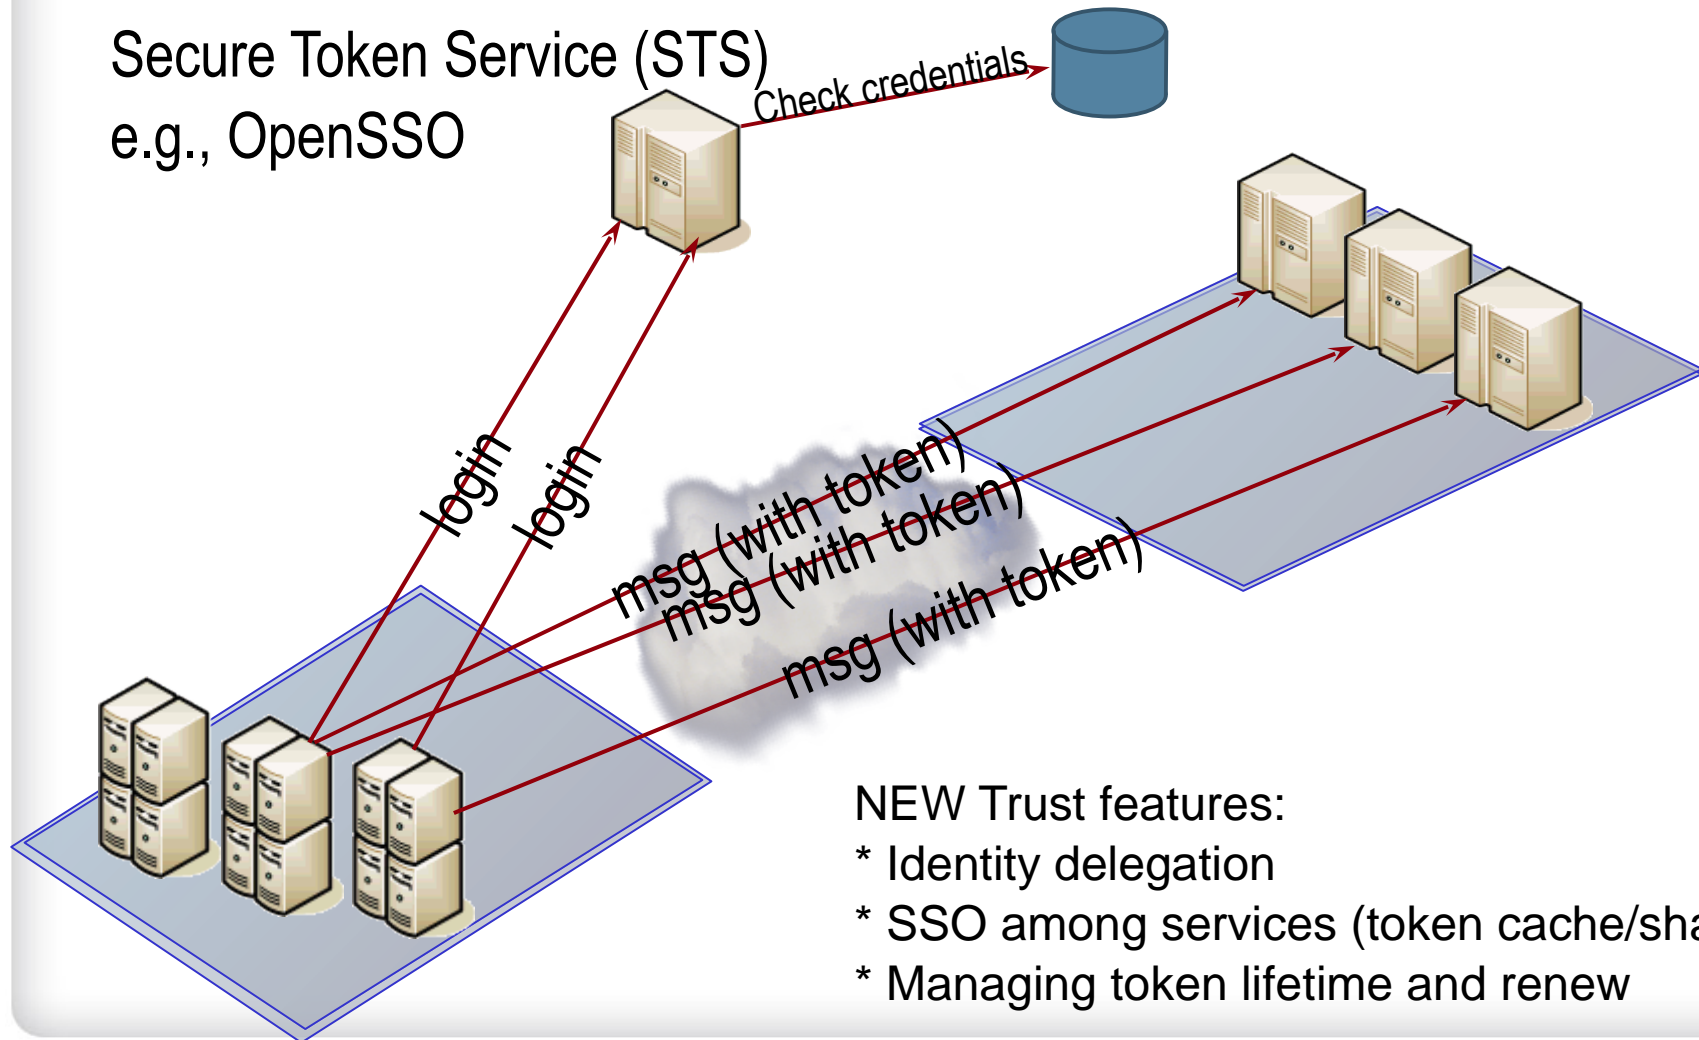 Secure Token Service (STS)
e.g., OpenSSO
Check credentials
login
login
msg (with token)
msg (with token)
msg (with token)
NEW Trust features:
* Identity delegation
* SSO among services (token cache/sha
* Managing token lifetime and renew